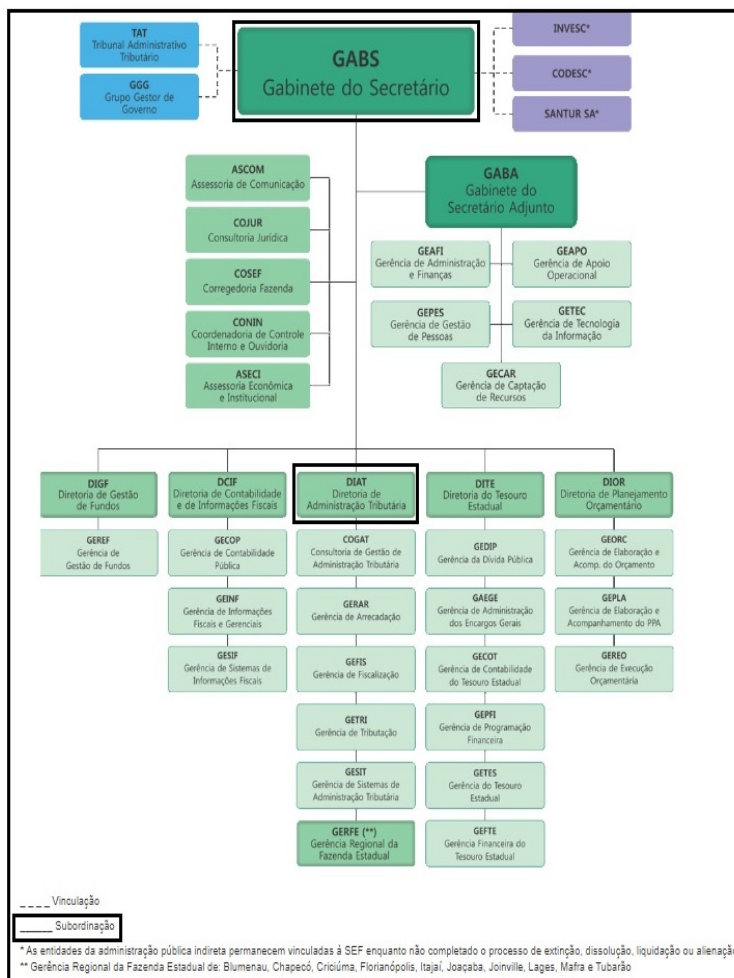 TAT
Tribunal Administrativo
Tributário
GGG
Grupo Gestor de
Governo
GABS
Gabinete do Secretário
INVESC*
CODESC*
SANTUR SA*
ASCOM
Assessoria de Comunicação
COJUR
Consultoria Jurídica
COSEF
Corregedoria Fazenda
CONIN
Coordenadoria de Controle
Interno e Ouvidoria
ASECI
Assessoria Econômica
e Institucional
GABA
Gabinete do
Secretário Adjunto
GEAFI
Gerência de Administração
e Finanças
GEAPO
Gerência de Apoio
Operacional
GEPES
Gerência de Gestão
de Pessoas
GETEC
Gerência de Tecnologia
da Informação
GECAR
Gerência de Captação
de Recursos
DIGF
Diretoria de Gestão
de Fundos
GEREF
Gerência de
Gestão de Fundos
DCIF
Diretoria de Contabilidade
e de Informações Fiscais
GECOP
Gerência de Contabilidade
Pública
GEINF
Gerência de Informações
Fiscais e Gerenciais
GESIF
Gerência de Sistemas de
Informações Fiscais
DIAT
Diretoria de
Administração Tributária
COGAT
Consultoria de Gestão de
Administração Tributária
GERAR
Gerência de Arrecadação
GEFIS
Gerência de Fiscalização
GETRI
Gerência de Tributação
GESIT
Gerência de Sistemas de
Administração Tributária
GERFE (**)
Gerência Regional da
Fazenda Estadual
DITE
Diretoria do Tesouro
Estadual
GEDIP
Gerência da Dívida Pública
GAEGE
Gerência de Administração
dos Encargos Gerais
GECOT
Gerência de Contabilidade
do Tesouro Estadual
GEPFI
Gerência de Programação
Financeira
GETES
Gerência do Tesouro
Estadual
GEFTE
Gerência Financeira do
Tesouro Estadual
DIOR
Diretoria de Planejamento
Orçamentário
GEORC
Gerência de Elaboração e
Acomp. do Orçamento
GEPLA
Gerência de Elaboração e
Acompanhamento do PPA
GEREO
Gerência de Execução
Orçamentária
_ _ _ _ Vinculação
______ Subordinação
* As entidades da administração pública indireta permanecem vinculadas à SEF enquanto não completado o processo de extinção, dissolução, liquidação ou alienação
** Gerência Regional da Fazenda Estadual de: Blumenau, Chapecó, Criciúma, Florianópolis, Itajaí, Joaçaba, Joinville, Lages, Mafra e Tubarão